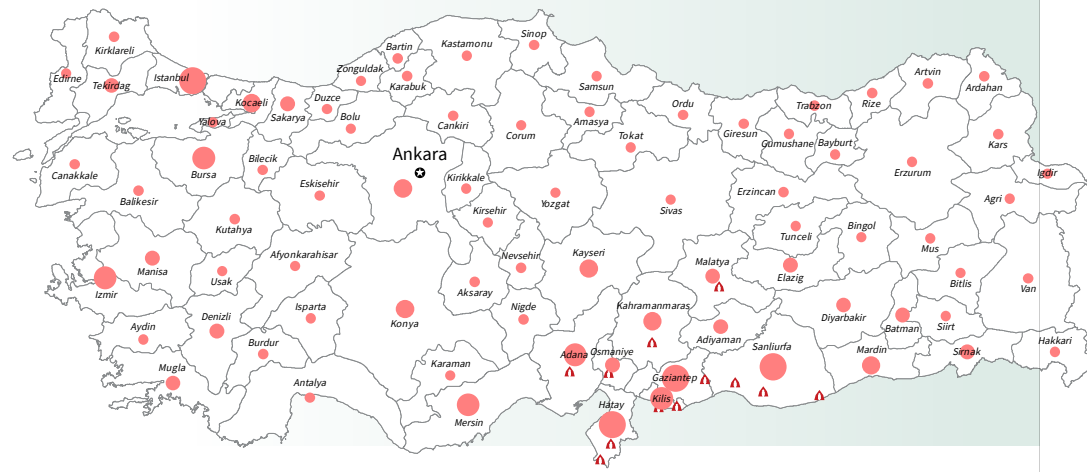 Sinop
Kirklareli
Bartin
Kastamonu
Zonguldak
Edirne
Tekirdag
Istanbul
Karabuk
Samsun
Artvin
Ardahan
Kocaeli
Sakarya
Duzce
Bolu
Yalova
Cankiri
Corum
Amasya
Tokat
Ordu
Giresun
Trabzon
Rize
Gumushane
Bayburt
Kars
Ankara
Canakkale
Bursa
Bilecik
Eskisehir
Kirikkale
Yozgat
Sivas
Erzincan
Erzurum
Igdir
Agri
Balikesir
Kutahya
Kirsehir
Tunceli
Bingol
Mus
Manisa
Izmir
Usak
Afyonkarahisar
Nevsehir
Kayseri
Malatya
Elazig
Bitlis
Van
Aksaray
Nigde
Kahramanmaras
Isparta
Konya
Aydin
Denizli
Burdur
Adiyaman
Diyarbakir
Batman
Siirt
Hakkari
Mugla
Antalya
Karaman
Adana
Osmaniye
Sanliurfa
Mardin
Sirnak
Gaziantep
Kilis
Hatay
Mersin